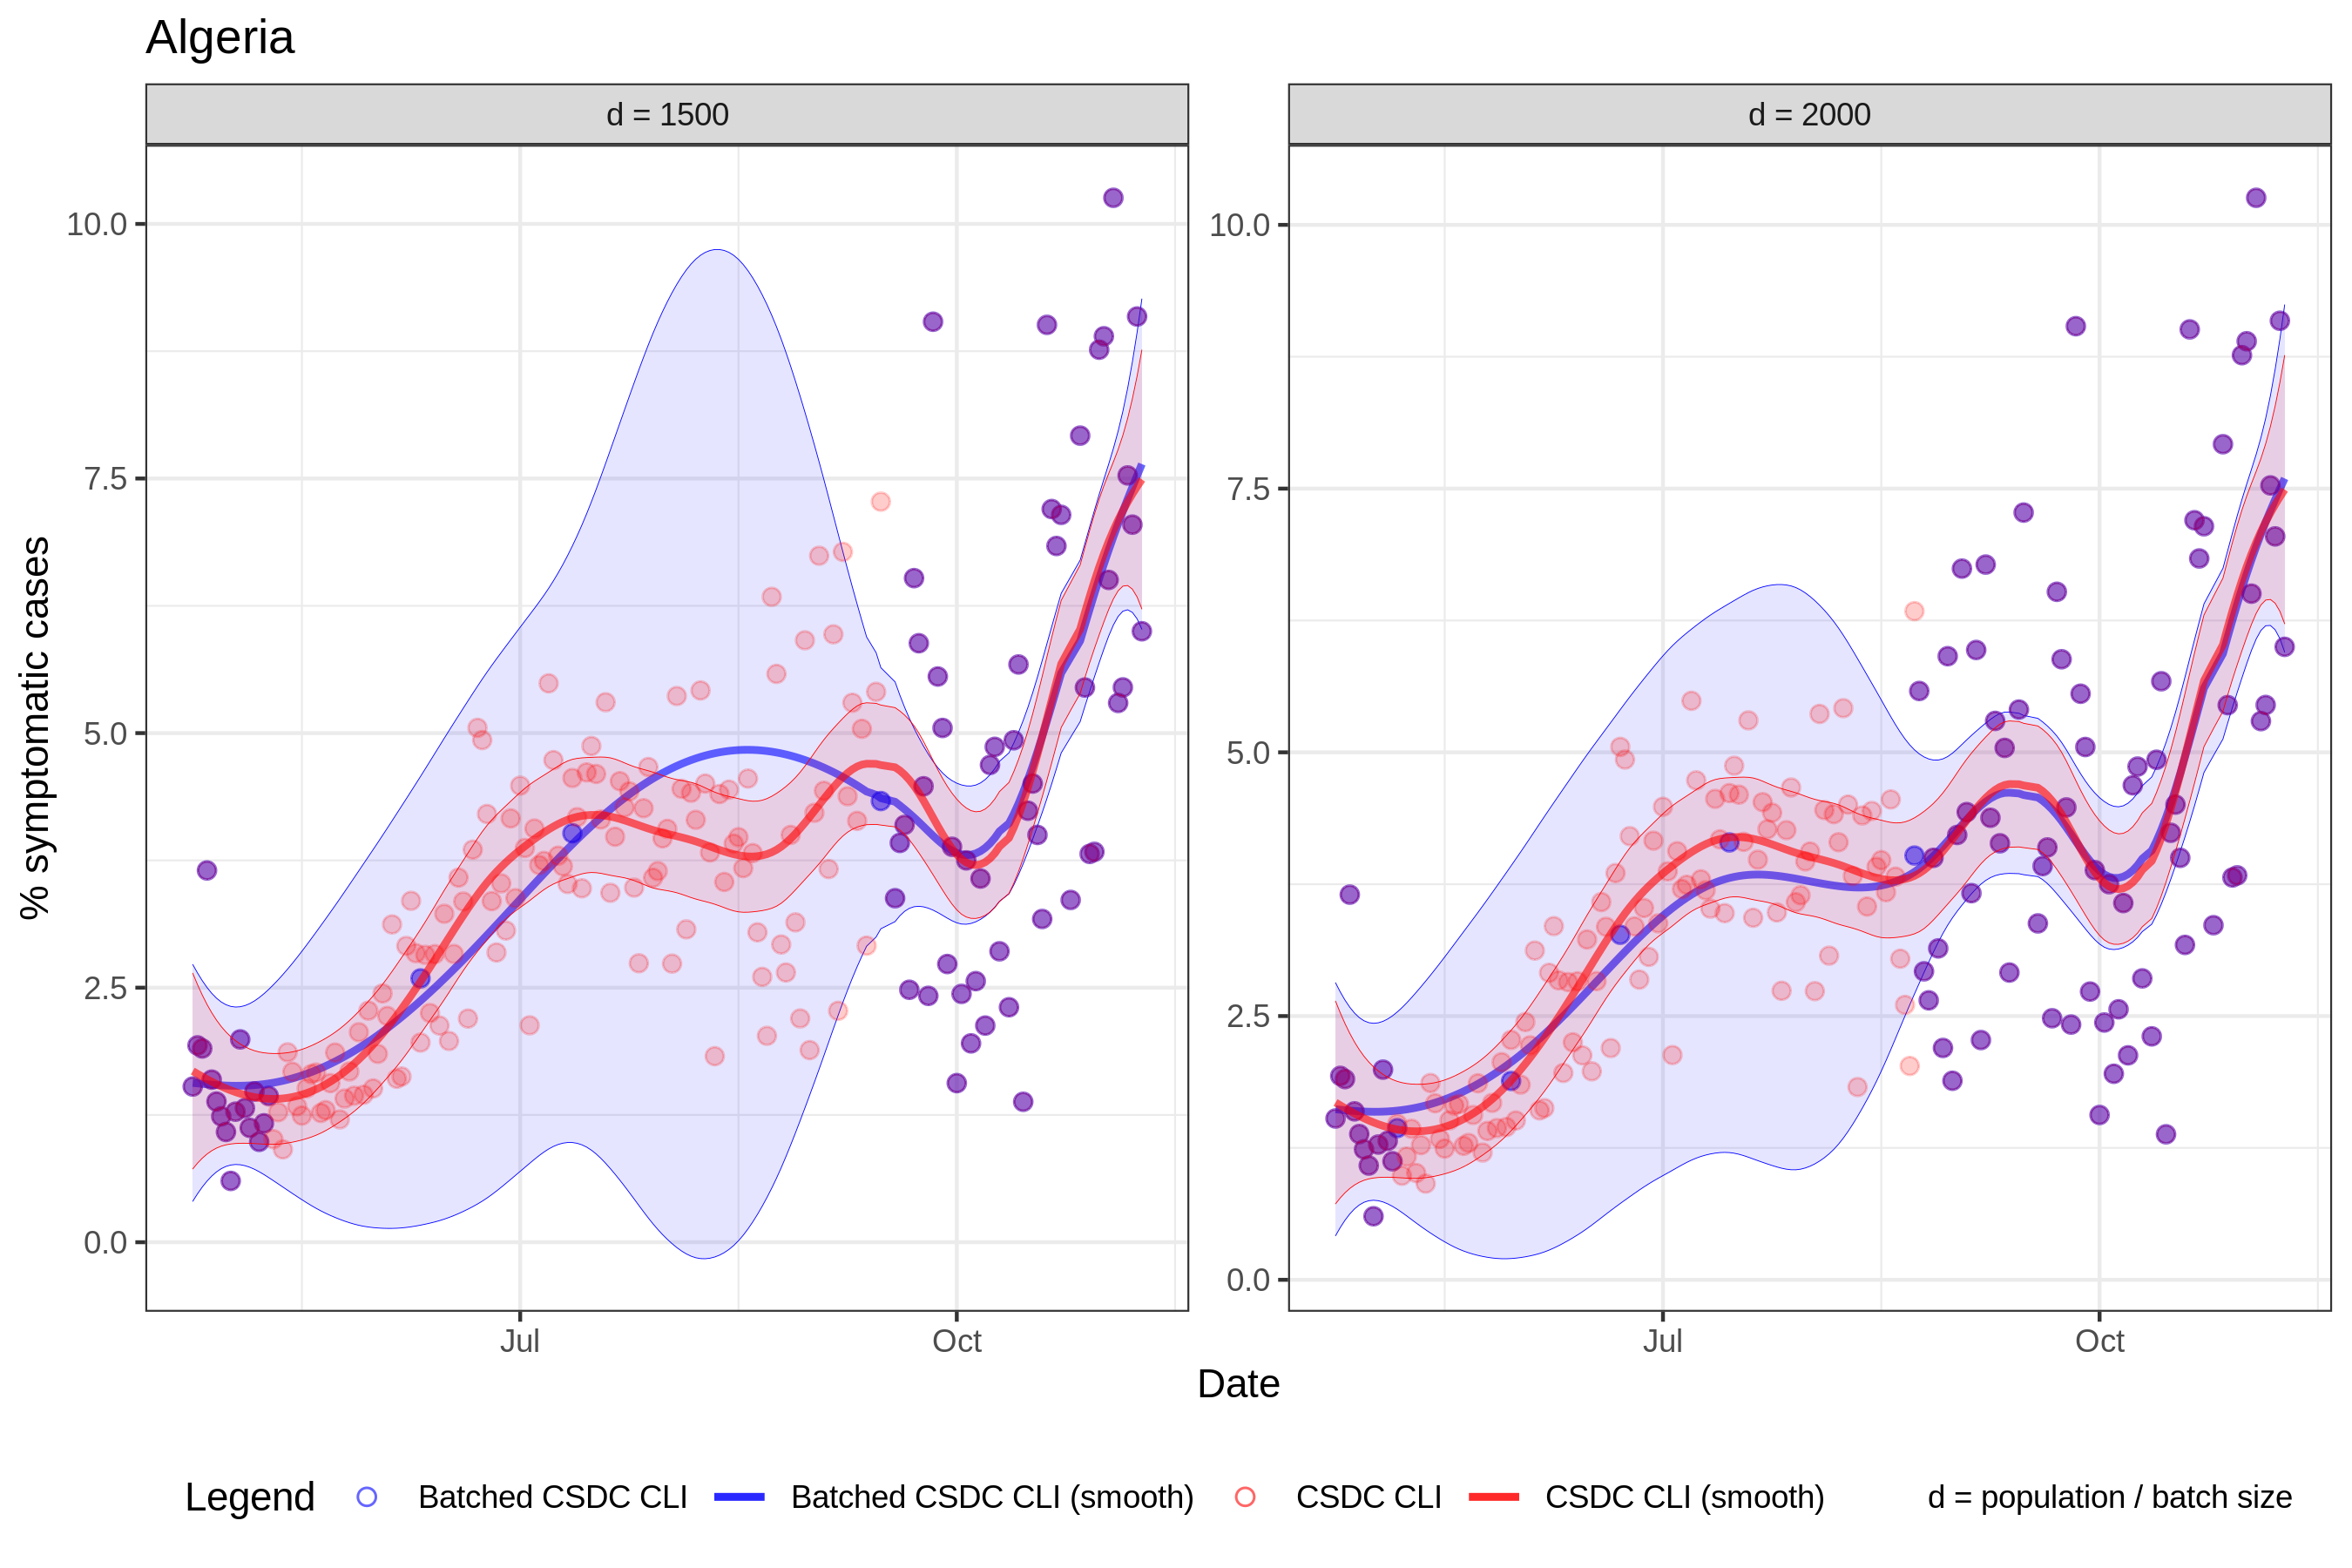 Algeria
d = 1500
d = 2000
10.0
7.5
5.0
2.5
0.0
10.0
7.5
5.0
2.5
0.0
% symptomatic cases
Jul
Oct
Jul
Oct
Date
Legend
Batched CSDC CLI
Batched CSDC CLI (smooth)
CSDC CLI
CSDC CLI (smooth)
d = population / batch size